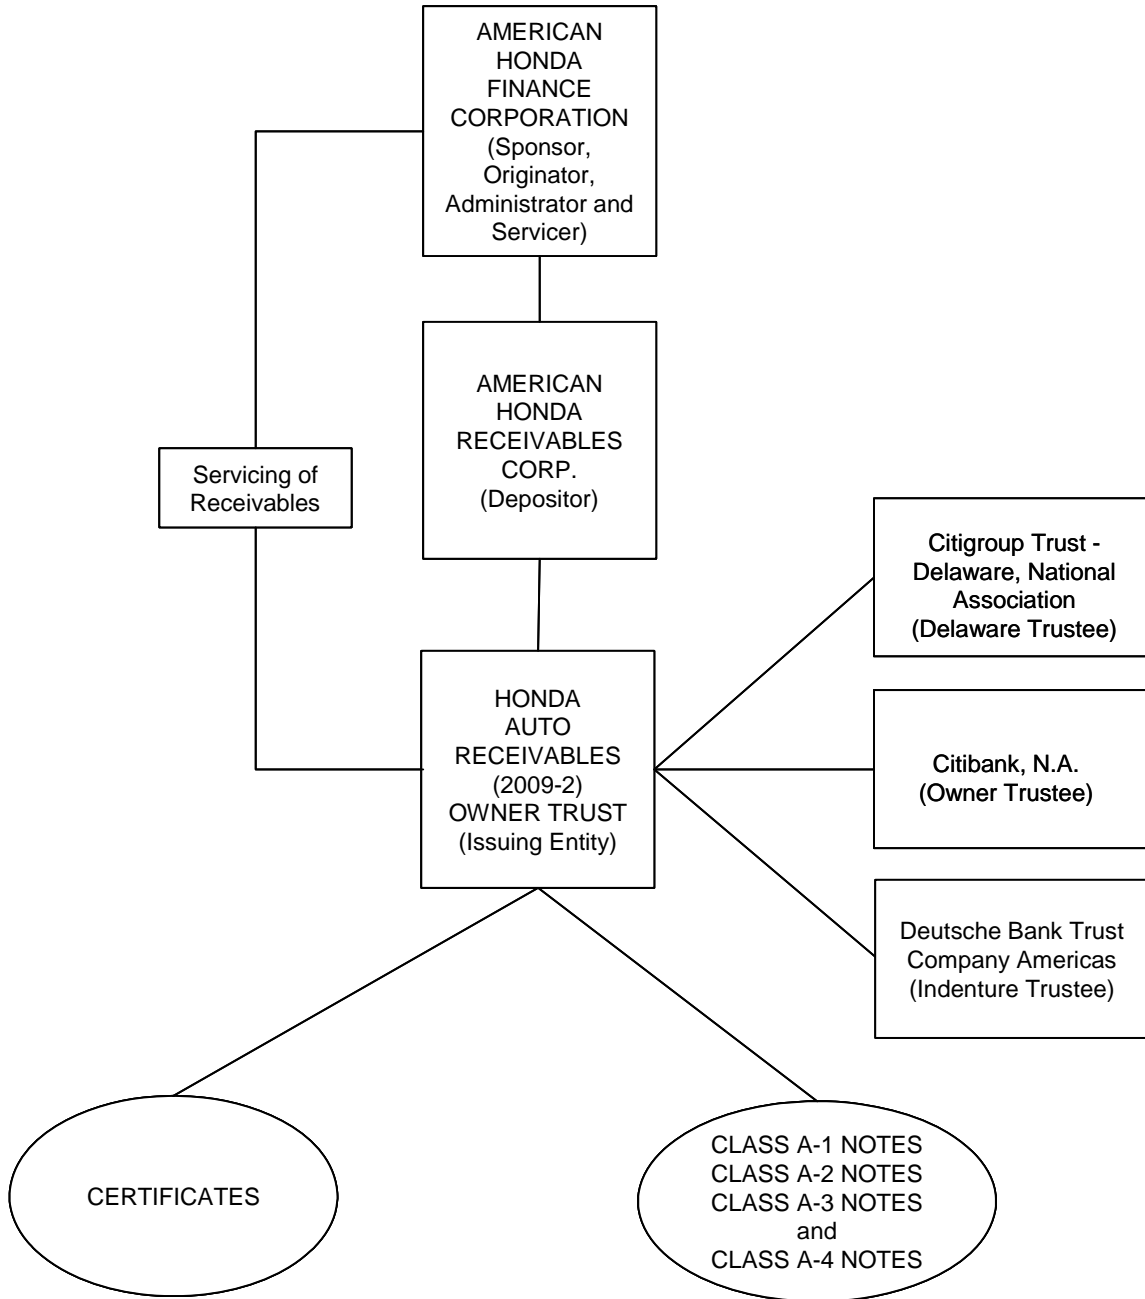 AMERICAN
HONDA
FINANCE
CORPORATION
(Sponsor,
Originator,
Administrator and
Servicer)
AMERICAN
HONDA
RECEIVABLES
CORP.
(Depositor)
Servicing of
Receivables
Citigroup Trust -
Delaware, National
Association
(Delaware Trustee)
HONDA
AUTO
RECEIVABLES
(2009-2)
OWNER TRUST
(Issuing Entity)
Citibank, N.A.
(Owner Trustee)
Deutsche Bank Trust
Company Americas
(Indenture Trustee)
CERTIFICATES
CLASS A-1 NOTES
CLASS A-2 NOTES
CLASS A-3 NOTES
and
CLASS A-4 NOTES